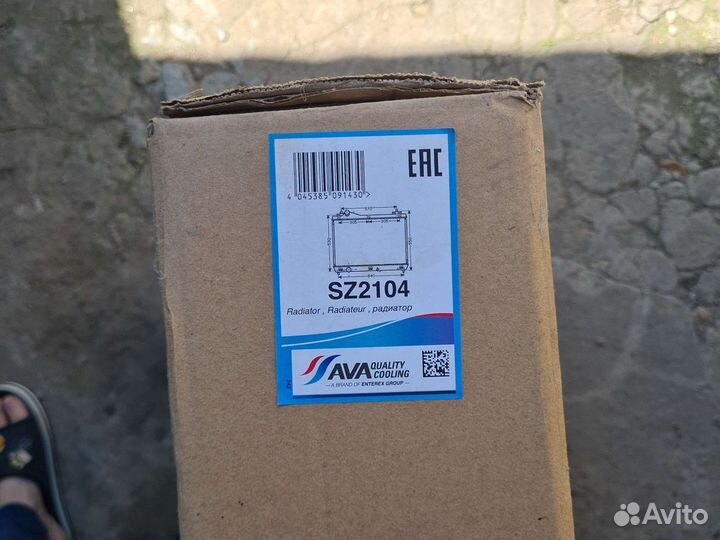 EAC
4 045385 091430>
SZ2104
Radiator , Radiateur , радиатор
AVA QUALITY COOLING
— A BRAND OF ENTEREX GROUP —
Avito